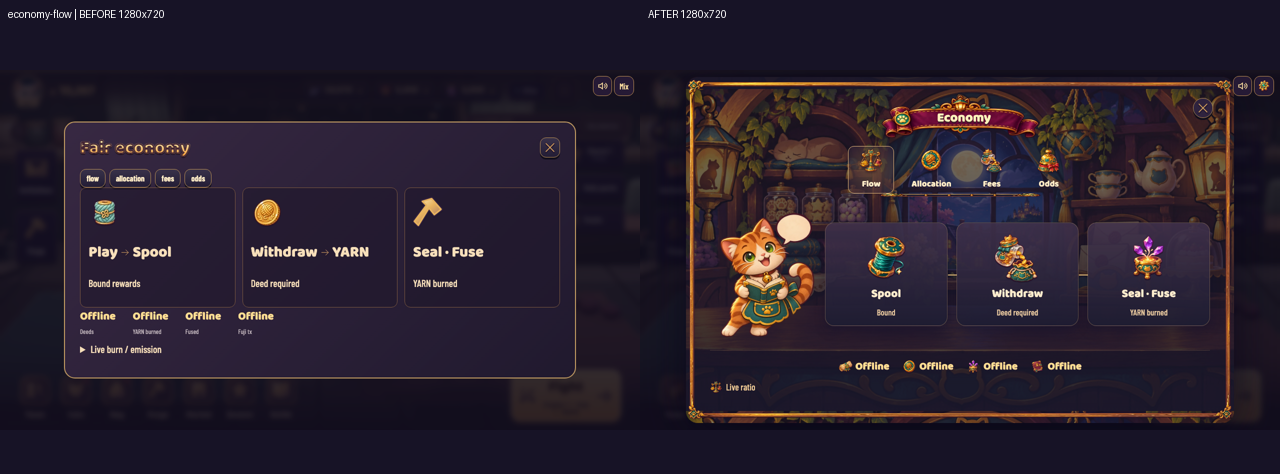 economy-flow | BEFORE 1280x720
AFTER 1280x720
Mix
Fair economy
flow allocation fees odds
Play → Spool
Bound rewards
Withdraw → YARN
Deed required
Seal · Fuse
YARN burned
Offline Offline Offline Offline
Deeds YARN burned Fused Fuji tx
▶ Live burn / emission
Economy
Flow Allocation Fees Odds
Spool
Bound
Withdraw
Deed required
Seal · Fuse
YARN burned
Offline Offline Offline Offline
Live ratio